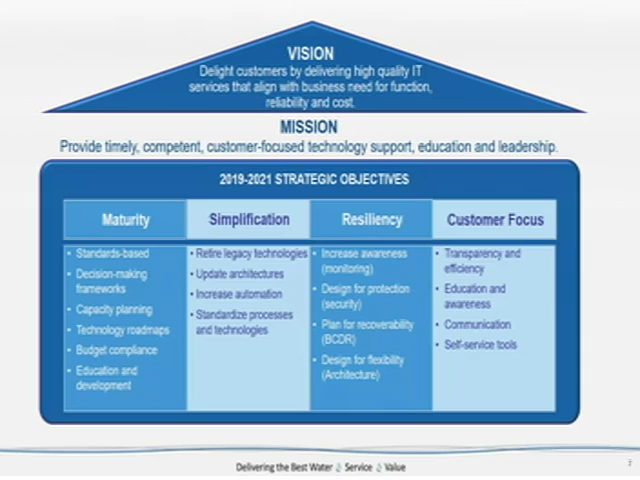 VISION
Delight customers by delivering high quality IT
services that align with business need for function,
reliability and cost.
MISSION
Provide timely, competent, customer-focused technology support, education and leadership.
2019-2021 STRATEGIC OBJECTIVES
Maturity
• Standards-based
• Decision-making
frameworks
• Capacity planning
• Technology roadmaps
• Budget compliance
• Education and
development
Simplification
• Retire legacy technologies
• Update architectures
• Increase automation
• Standardize processes
and technologies
Resiliency
• Increase awareness
(monitoring)
• Design for protection
(security)
• Plan for recoverability
(BCDR)
• Design for flexibility
(Architecture)
Customer Focus
• Transparency and
efficiency
• Education and
awareness
• Communication
• Self-service tools
Delivering the Best Water Service Value